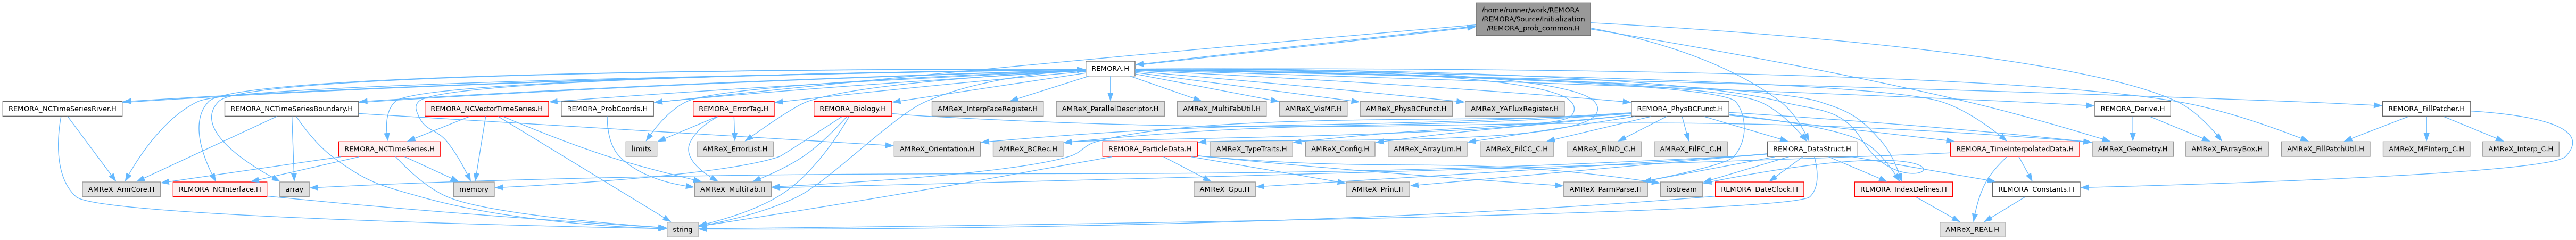 /home/runner/work/REMORA
/REMORA/Source/Initialization
/REMORA_prob_common.H
REMORA.H
REMORA_NCTimeSeriesRiver.H
REMORA_NCTimeSeriesBoundary.H
REMORA_NCVectorTimeSeries.H
REMORA_ProbCoords.H
REMORA_ErrorTag.H
REMORA_Biology.H
AMReX_InterpFaceRegister.H
AMReX_ParallelDescriptor.H
AMReX_MultiFabUtil.H
AMReX_VisMF.H
AMReX_PhysBCFunct.H
AMReX_YAFluxRegister.H
REMORA_PhysBCFunct.H
REMORA_Derive.H
REMORA_FillPatcher.H
REMORA_NCTimeSeries.H
limits
AMReX_ErrorList.H
AMReX_Orientation.H
AMReX_BCRec.H
REMORA_ParticleData.H
AMReX_TypeTraits.H
AMReX_Config.H
AMReX_ArrayLim.H
AMReX_FilCC_C.H
AMReX_FilND_C.H
AMReX_FilFC_C.H
REMORA_DataStruct.H
REMORA_TimeInterpolatedData.H
AMReX_Geometry.H
AMReX_FArrayBox.H
AMReX_FillPatchUtil.H
AMReX_MFInterp_C.H
AMReX_Interp_C.H
AMReX_AmrCore.H
REMORA_NCInterface.H
array
memory
AMReX_MultiFab.H
AMReX_Gpu.H
AMReX_Print.H
AMReX_ParmParse.H
iostream
REMORA_DateClock.H
REMORA_IndexDefines.H
REMORA_Constants.H
string
AMReX_REAL.H